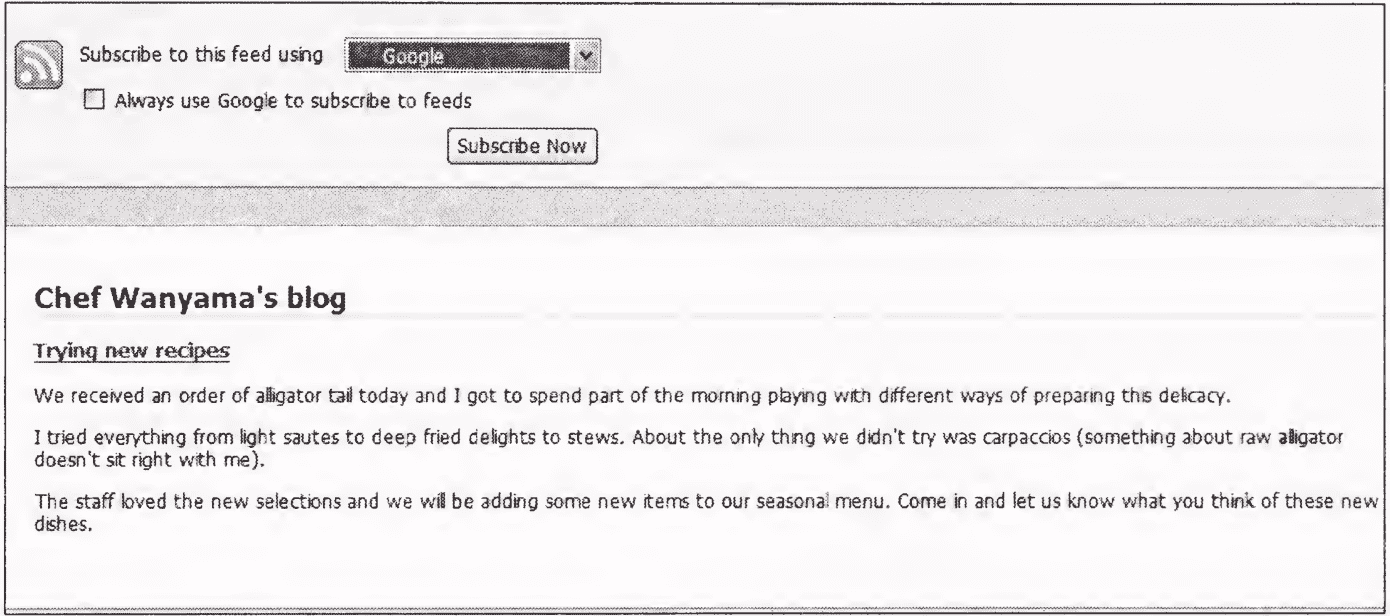 Subscribe to this feed using Google
Always use Google to subscribe to feeds
Subscribe Now
Chef Wanyama's blog
Trying new recipes
We received an order of alligator tail today and I got to spend part of the morning playing with different ways of preparing this delicacy.
I tried everything from light sautes to deep fried delights to stews. About the only thing we didn't try was carpaccios (something about raw alligator
doesn't sit right with me).
The staff loved the new selections and we will be adding some new items to our seasonal menu. Come in and let us know what you think of these new
dishes.